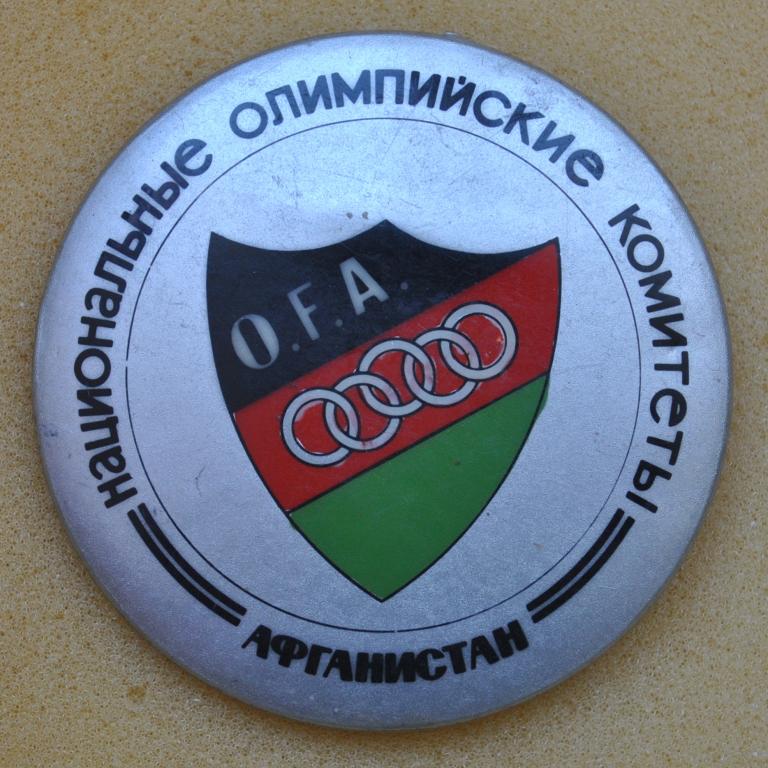 национальные олимпийские комитеты
O.F.A.
АФГАНИСТАН